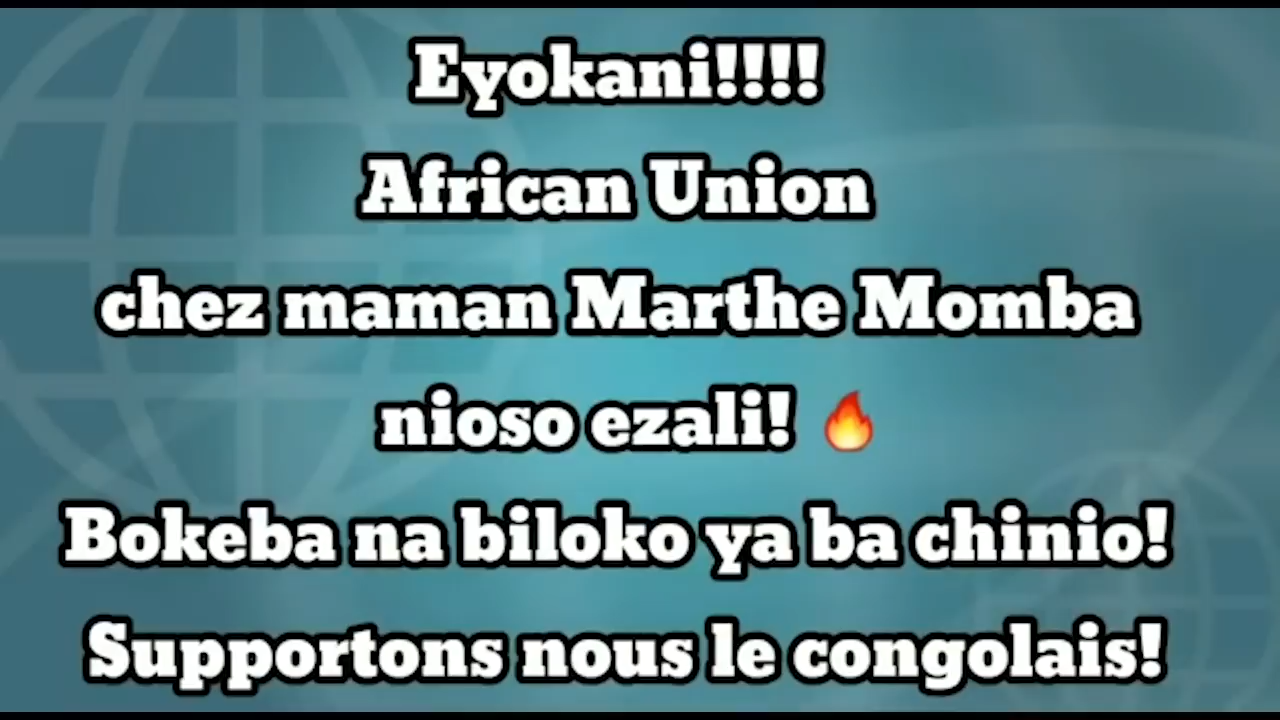 Eyokani!!!!
African Union
chez maman Marthe Momba
nioso ezali! 🔥
Bokeba na biloko ya ba chinio!
Supportons nous le congolais!